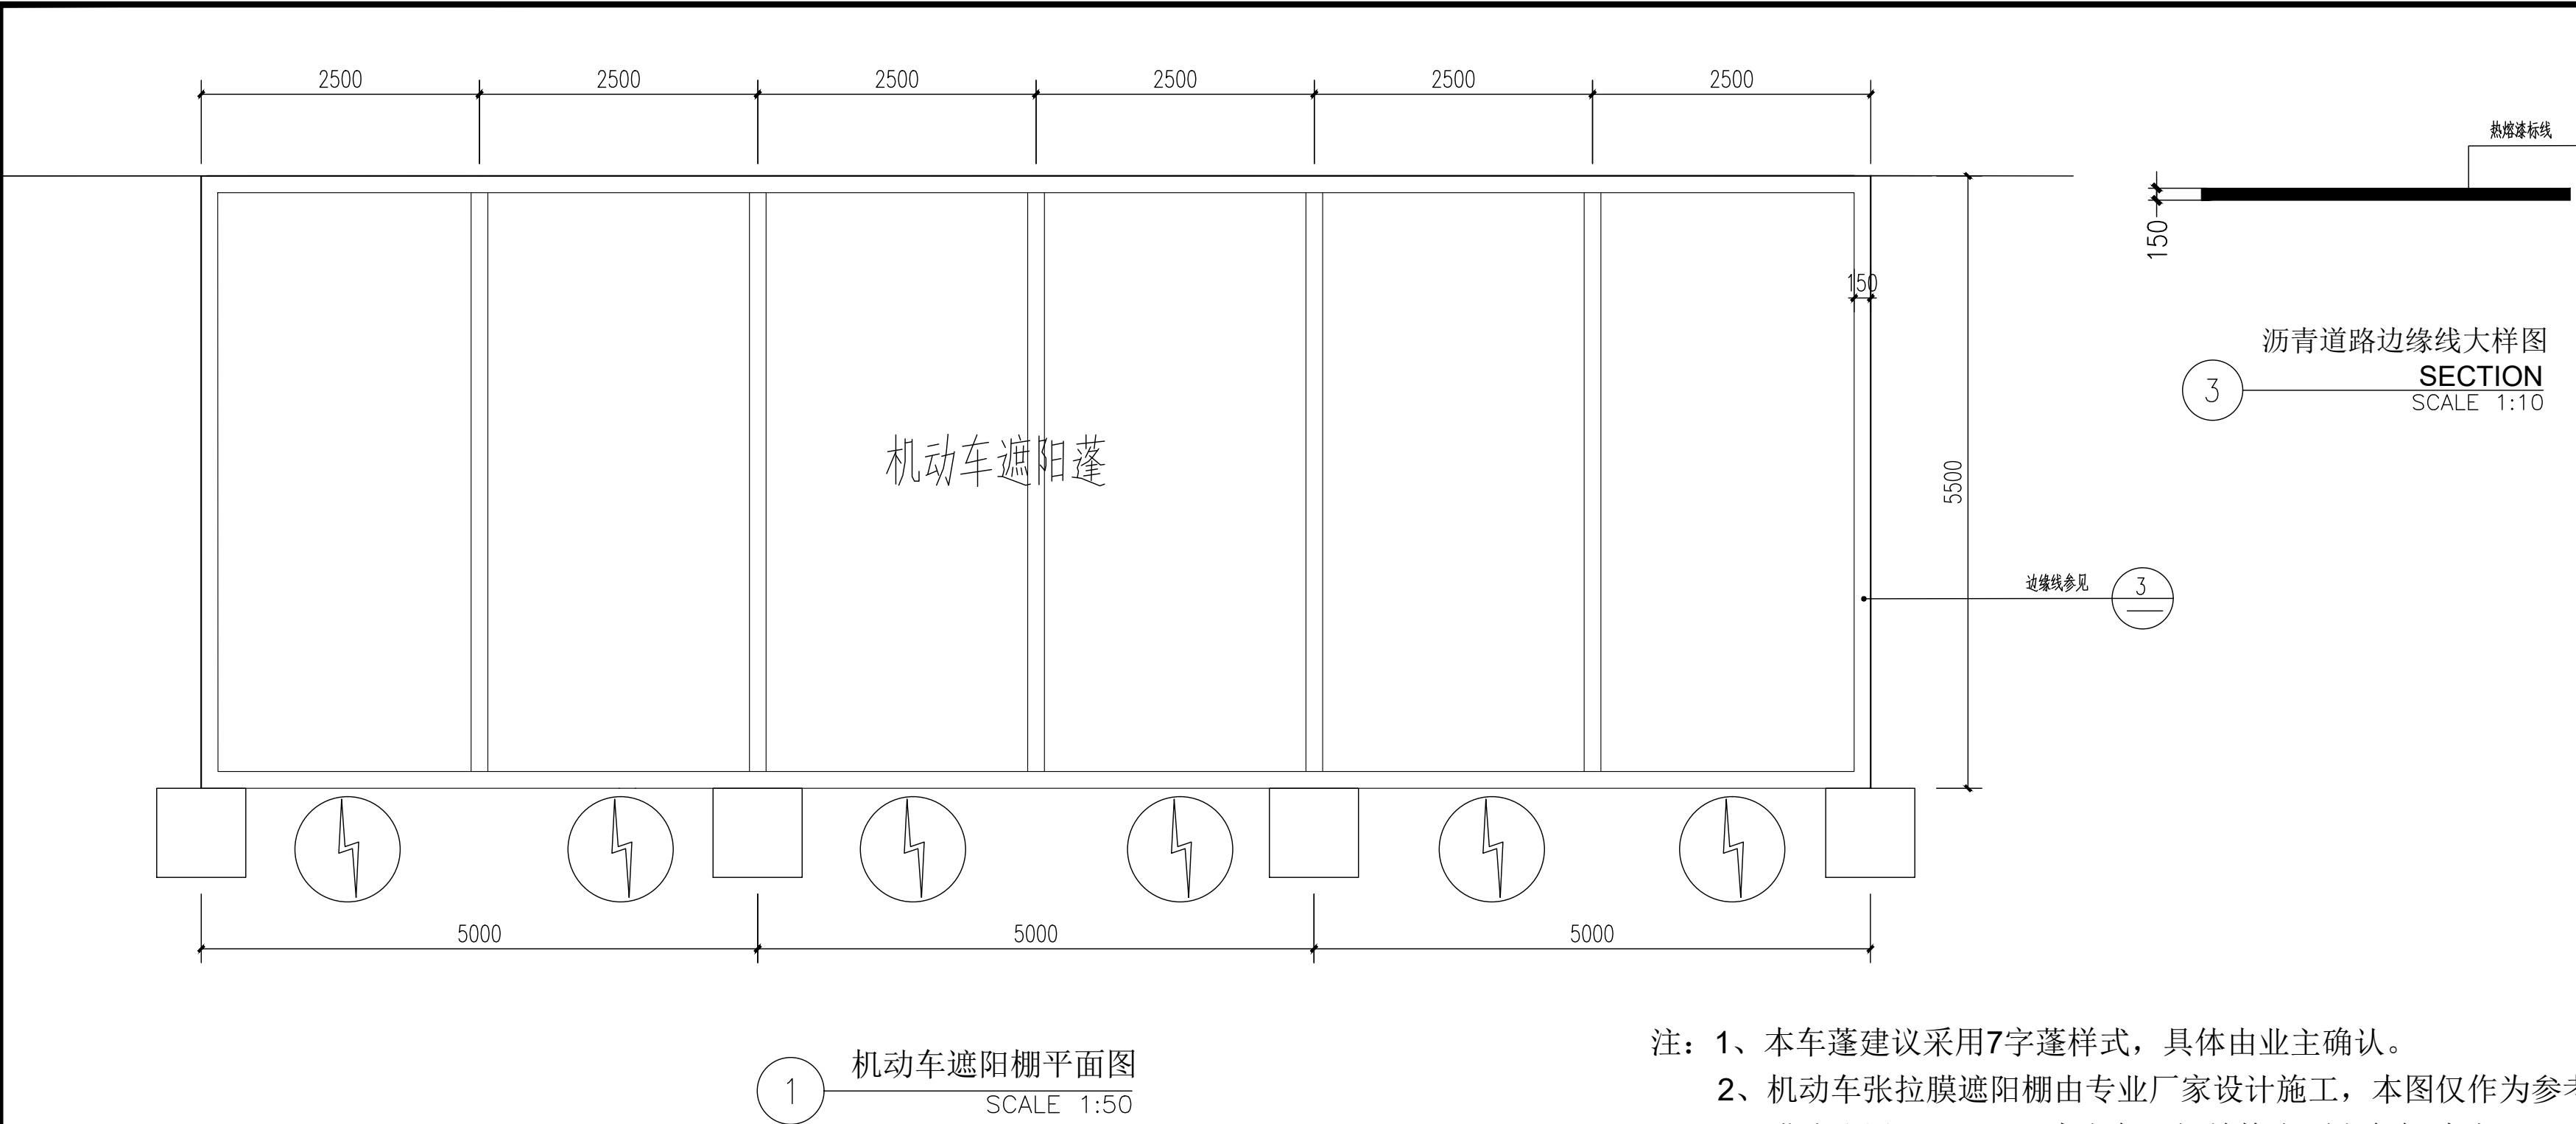 2500 2500 2500 2500 2500 2500
热熔漆标线
150
150
沥青道路边缘线大样图
3
SECTION
SCALE 1:10
机动车遮阳蓬
5500
边缘线参见
3
5000 5000 5000
机动车遮阳棚平面图
1
SCALE 1:50
注：1、本车蓬建议采用7字蓬样式，具体由业主确认。
2、机动车张拉膜遮阳棚由专业厂家设计施工，本图仅作为参考